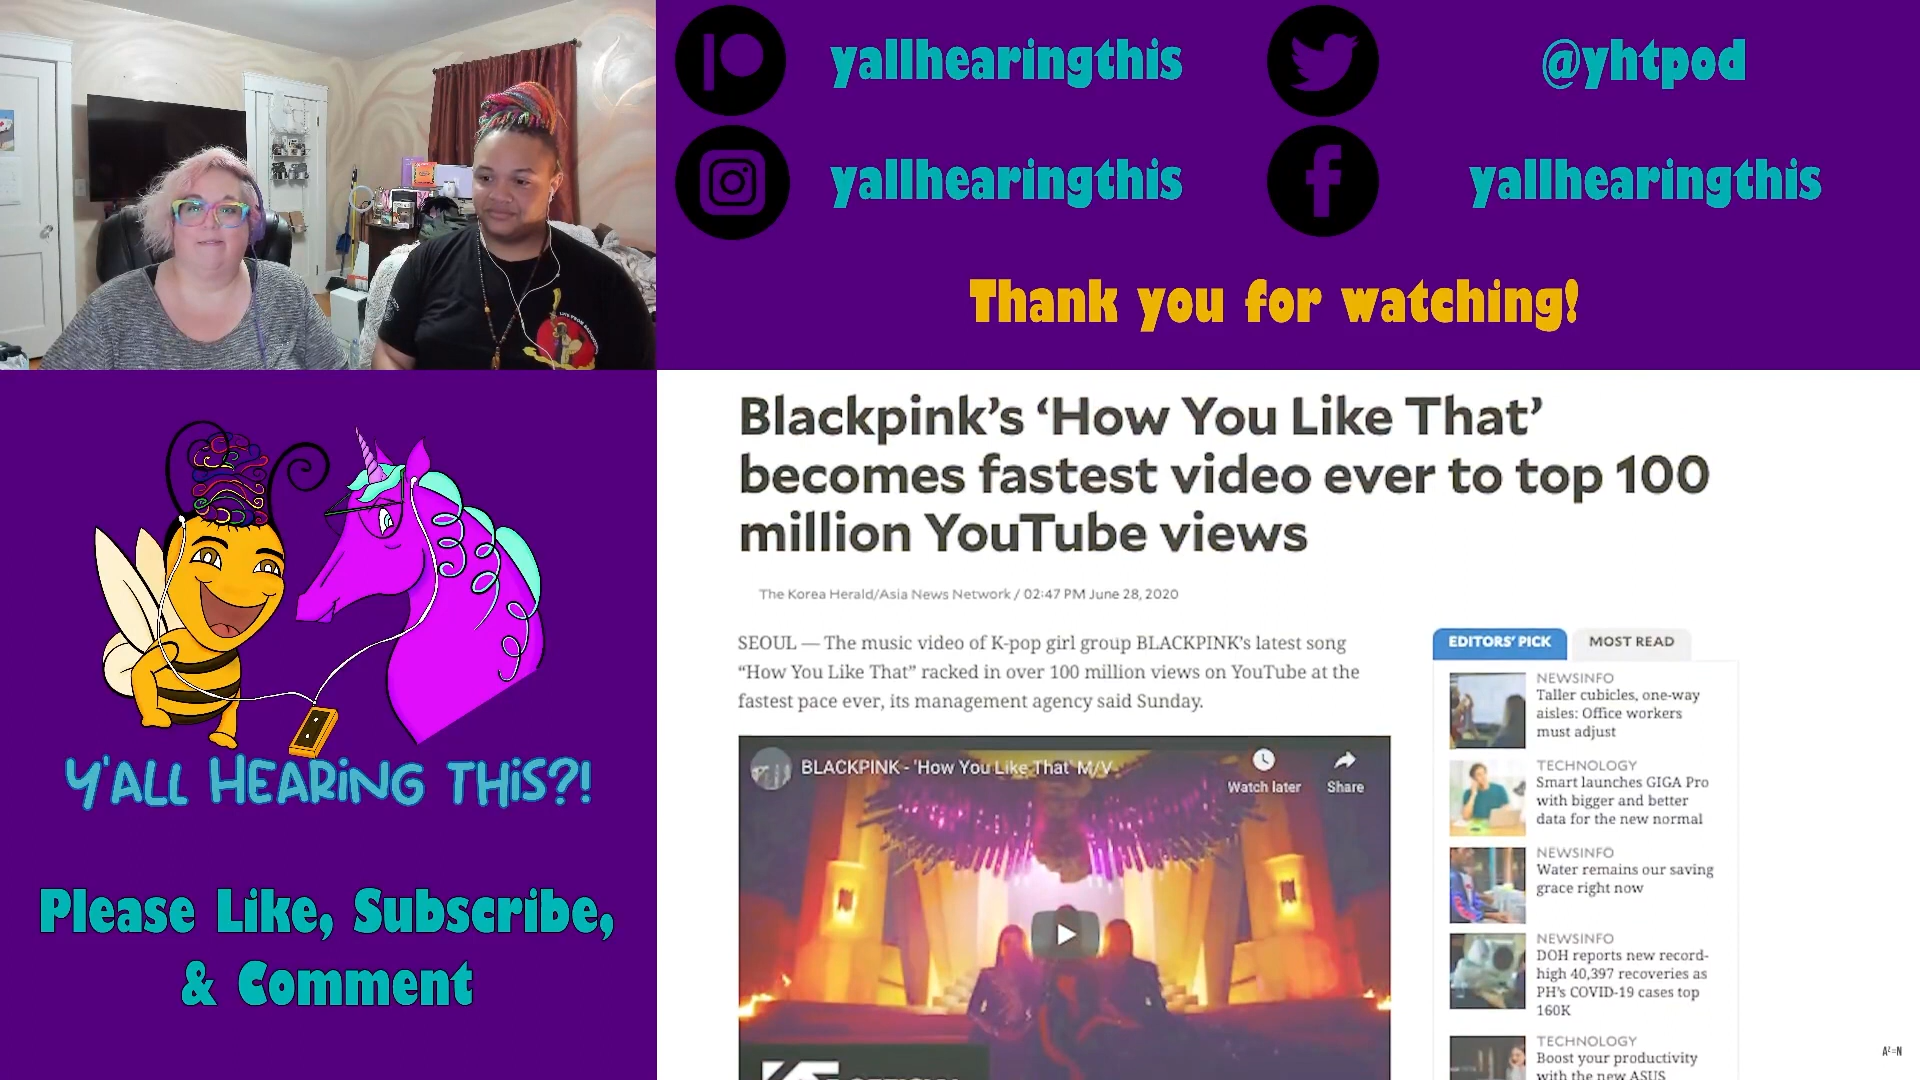 yallhearingthis
@yhtpod
yallhearingthis
yallhearingthis
Thank you for watching!
Y'ALL HEARING THIS?!
Please Like, Subscribe,
& Comment
Blackpink's ‘How You Like That’
becomes fastest video ever to top 100
million YouTube views
The Korea Herald/Asia News Network / 02:47 PM June 28, 2020
SEOUL — The music video of K-pop girl group BLACKPINK's latest song
“How You Like That” racked in over 100 million views on YouTube at the
fastest pace ever, its management agency said Sunday.
BLACKPINK - 'How You Like That' M/V
Watch later
Share
EDITORS' PICK
MOST READ
NEWSINFO
Taller cubicles, one-way
aisles: Office workers
must adjust
TECHNOLOGY
Smart launches GIGA Pro
with bigger and better
data for the new normal
NEWSINFO
Water remains our saving
grace right now
NEWSINFO
DOH reports new record-
high 40,397 recoveries as
PH's COVID-19 cases top
160K
TECHNOLOGY
Boost your productivity
with the new ASUS